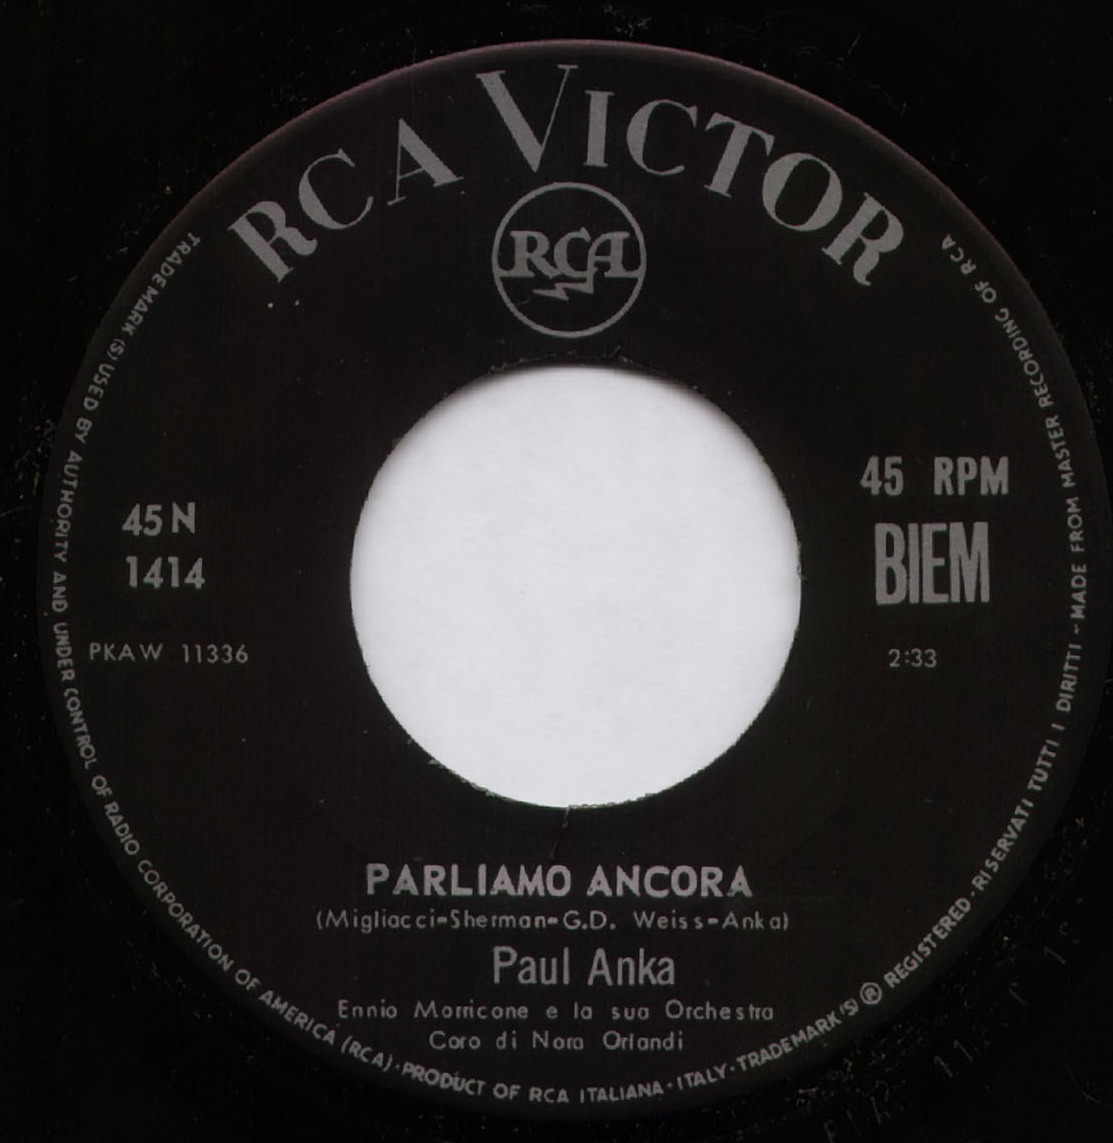 RCA VICTOR
RCA
45 N
1414
PKAW 11336
45 RPM
BIEM
2:33
PARLIAMO ANCORA
(Migliacci-Sherman-G.D. Weiss-Anka)
Paul Anka
Ennio Morricone e la sua Orchestra
Coro di Nora Orlandi
TRADEMARK (S) USED BY AUTHORITY AND UNDER CONTROL OF RADIO CORPORATION OF AMERICA (RCA) · PRODUCT OF RCA ITALIANA · ITALY · TRADEMARK (S) ® REGISTERED · RISERVATI TUTTI I DIRITTI - MADE FROM MASTER RECORDING OF RCA